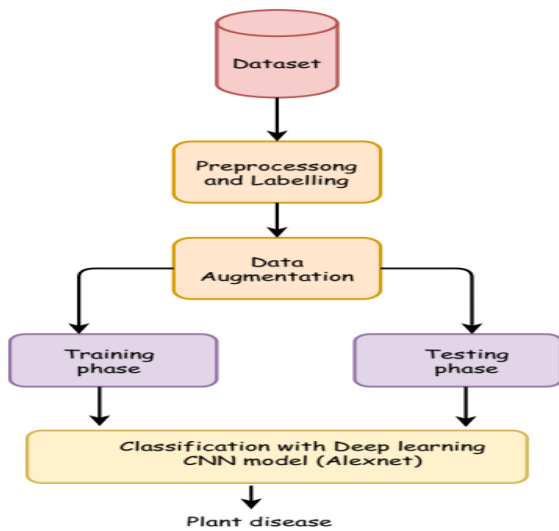 Dataset
Preprocessong
and Labelling
Data
Augmentation
Training
phase
Testing
phase
Classification with Deep learning
CNN model (Alexnet)
Plant disease